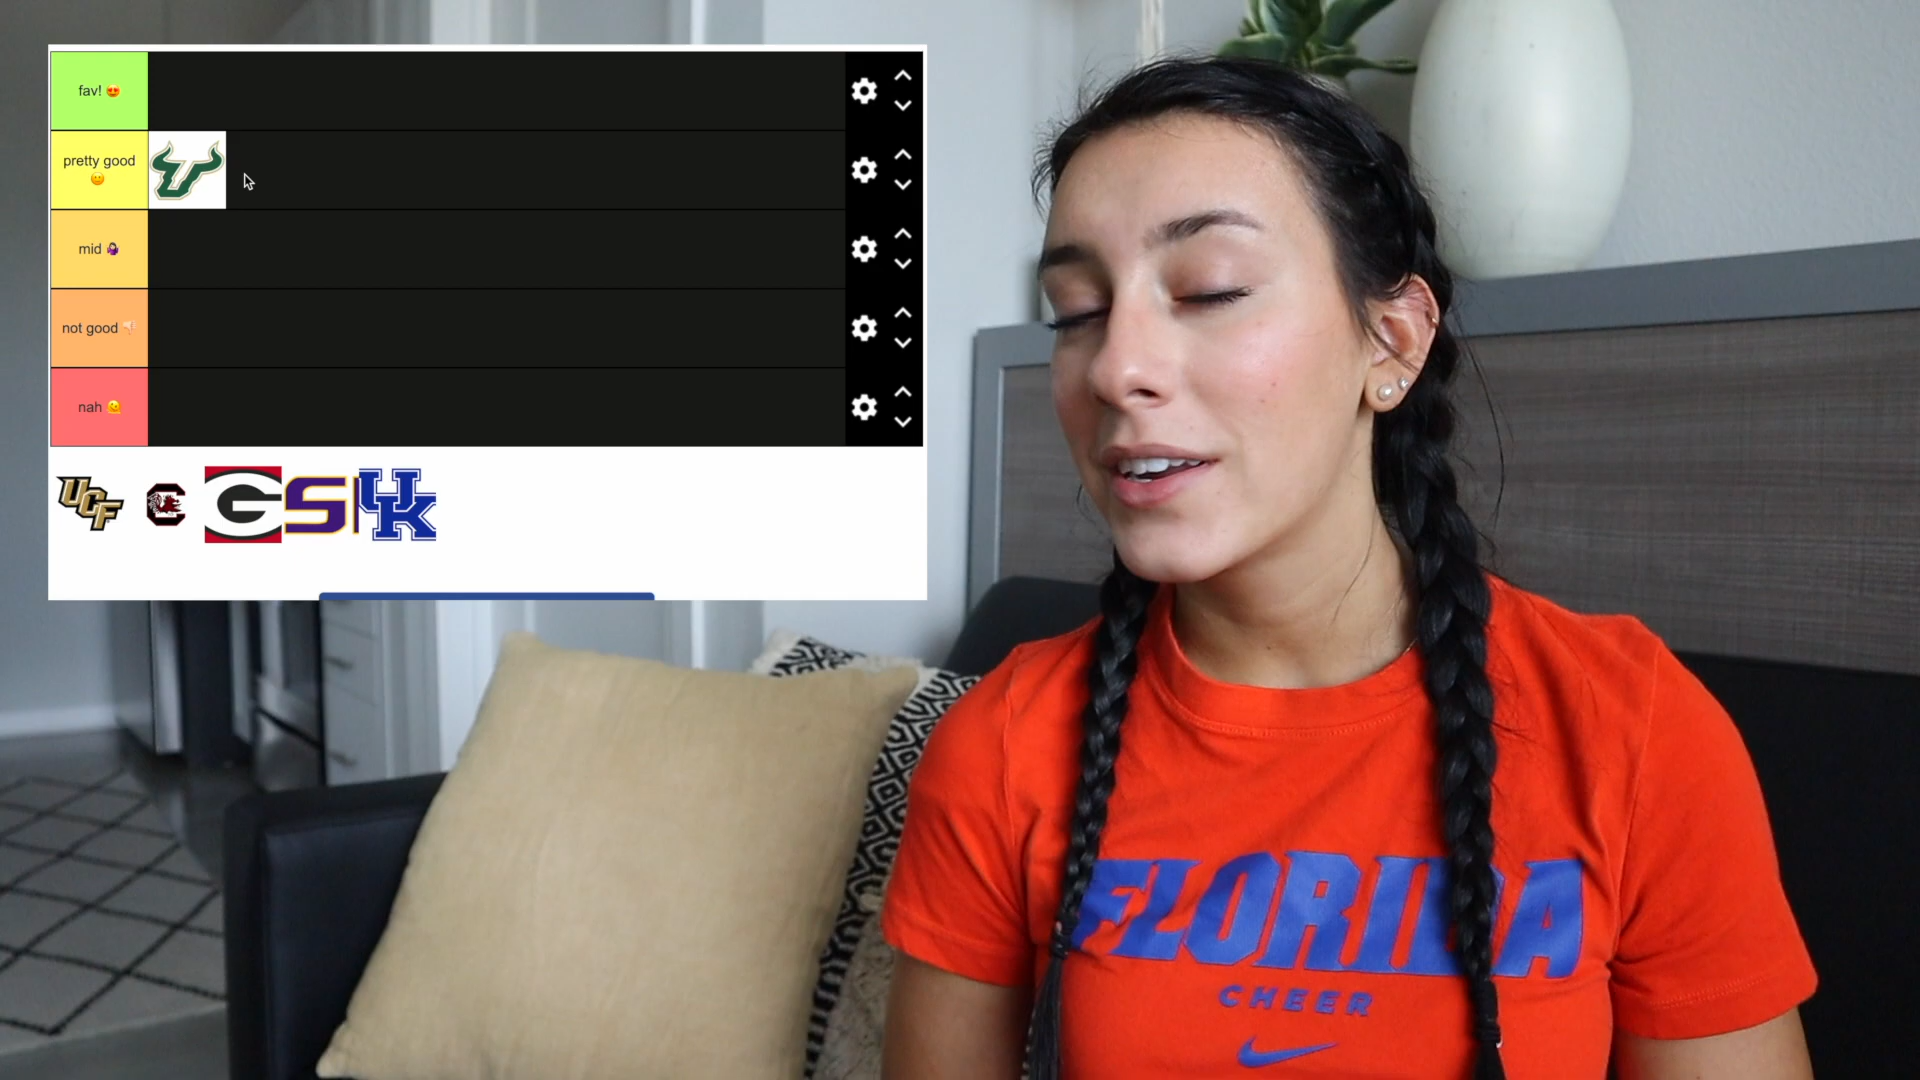 fav! 😍
pretty good
🙂
mid 🤷🏻‍♀️
not good 👎🏻
nah 🫠
U
UCF
C
G
S
UK
FLORIDA
CHEER